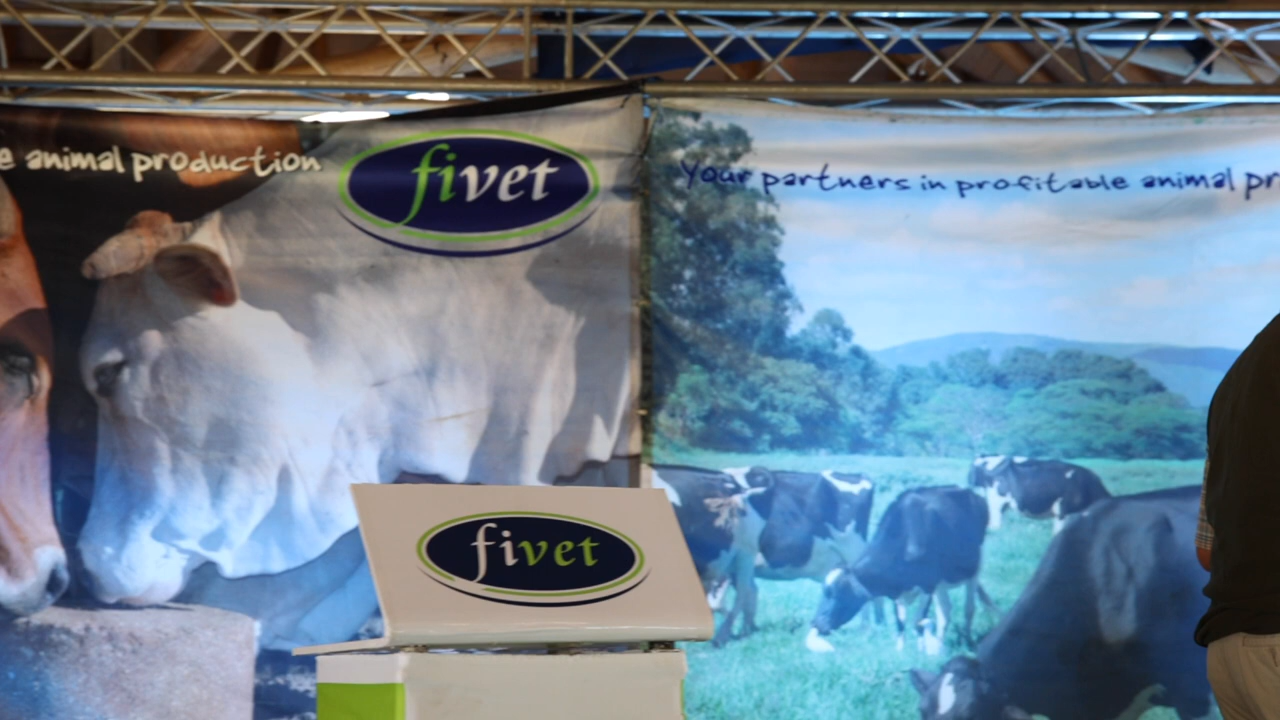 e animal production
fivet
Your partners in profitable animal pr
fivet